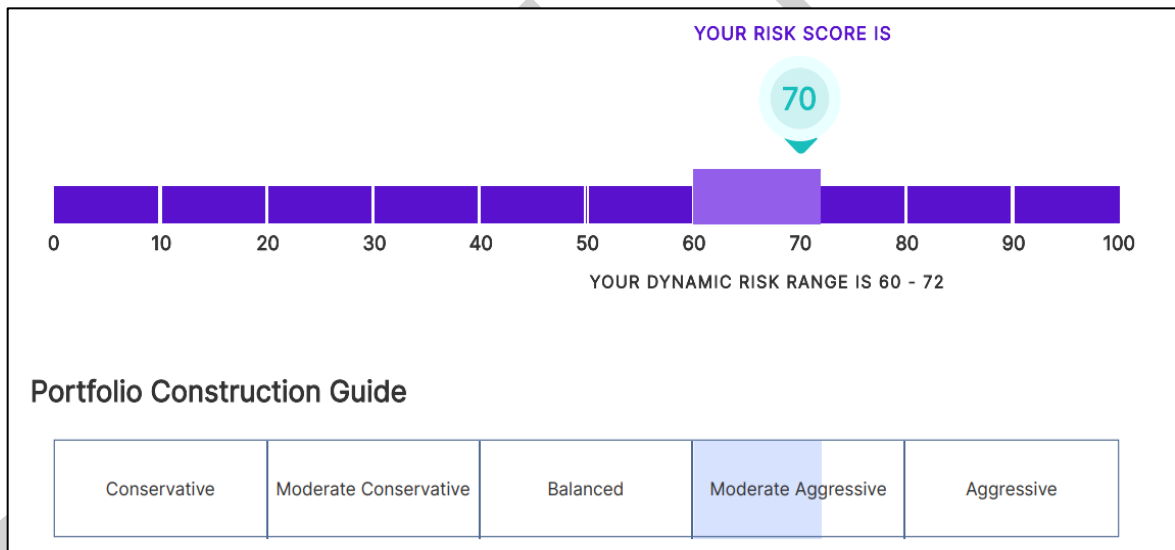 YOUR RISK SCORE IS
70
0 10 20 30 40 50 60 70 80 90 100
YOUR DYNAMIC RISK RANGE IS 60 - 72
Portfolio Construction Guide
Conservative Moderate Conservative Balanced Moderate Aggressive Aggressive